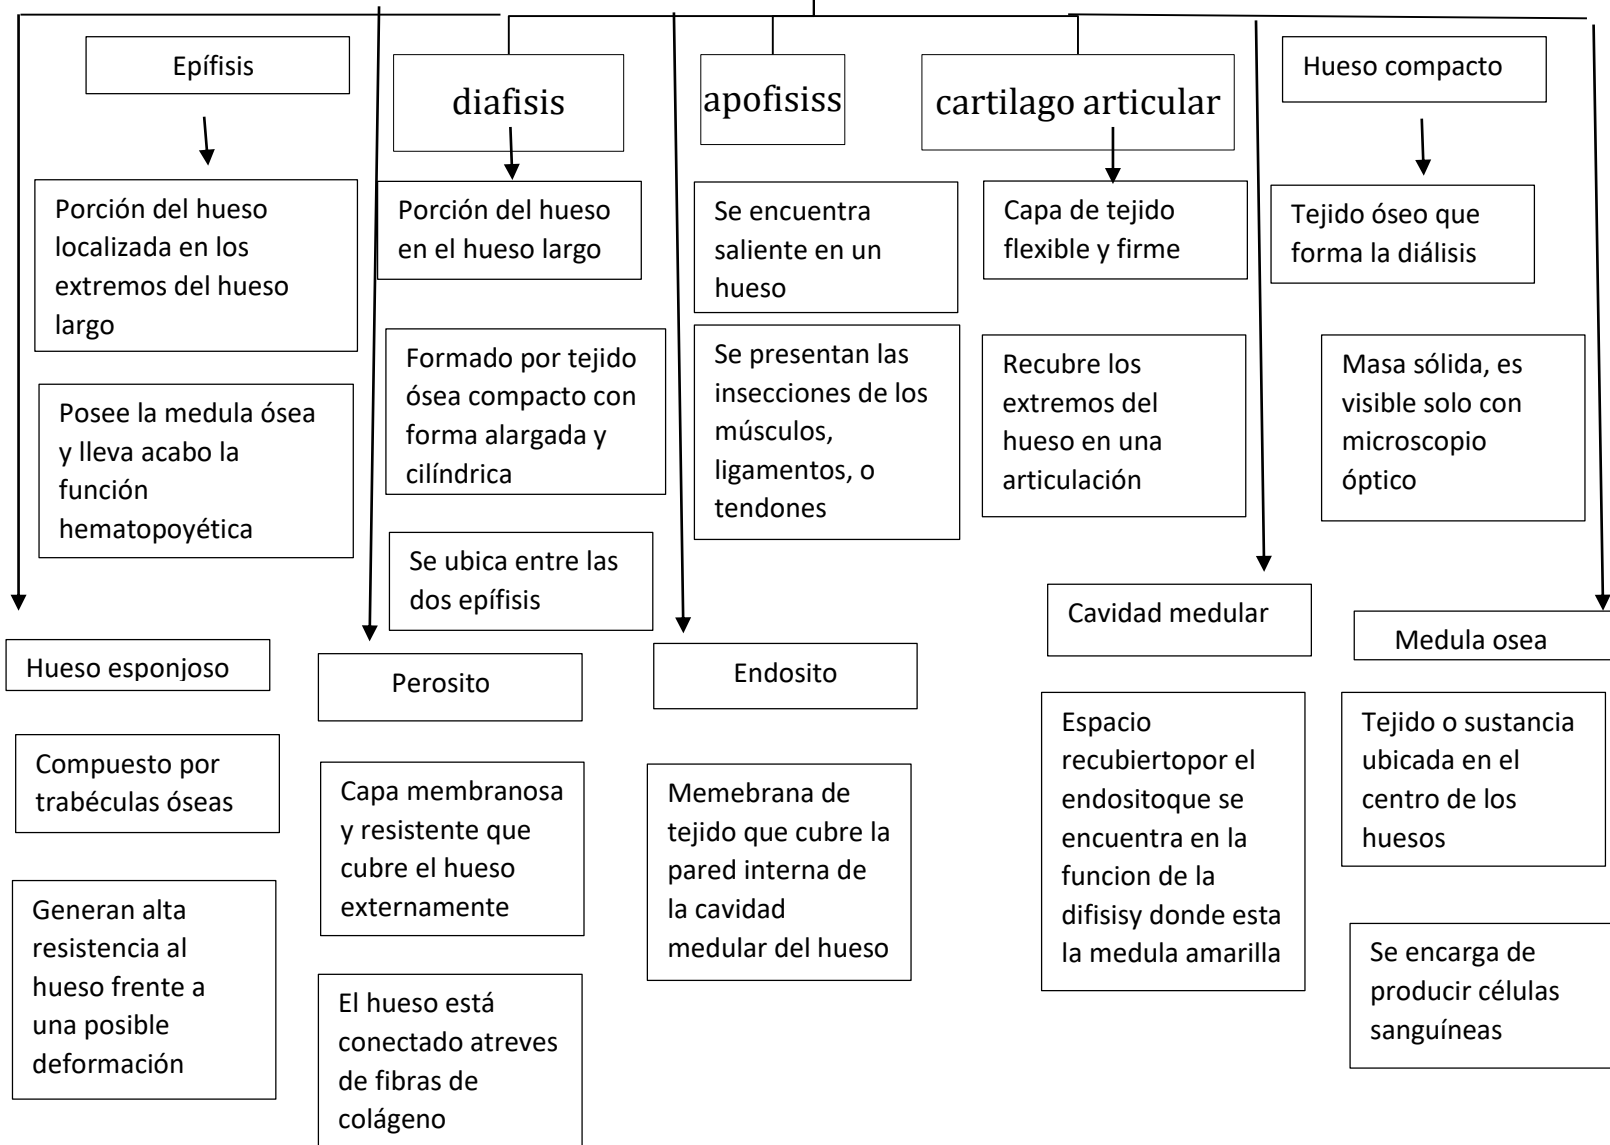 Epífisis
Porción del hueso
localizada en los
extremos del hueso
largo
Posee la medula ósea
y lleva acabo la
función
hematopoyética
diafisis
Porción del hueso
en el hueso largo
Formado por tejido
ósea compacto con
forma alargada y
cilíndrica
Se ubica entre las
dos epífisis
apofisiss
Se encuentra
saliente en un
hueso
Se presentan las
insecciones de los
músculos,
ligamentos, o
tendones
cartilago articular
Capa de tejido
flexible y firme
Recubre los
extremos del
hueso en una
articulación
Hueso compacto
Tejido óseo que
forma la diálisis
Masa sólida, es
visible solo con
microscopio
óptico
Hueso esponjoso
Compuesto por
trabéculas óseas
Generan alta
resistencia al
hueso frente a
una posible
deformación
Perosito
Capa membranosa
y resistente que
cubre el hueso
externamente
El hueso está
conectado atreves
de fibras de
colágeno
Endosito
Memebrana de
tejido que cubre la
pared interna de
la cavidad
medular del hueso
Cavidad medular
Espacio
recubiertopor el
endositoque se
encuentra en la
funcion de la
difisisy donde esta
la medula amarilla
Medula osea
Tejido o sustancia
ubicada en el
centro de los
huesos
Se encarga de
producir células
sanguíneas